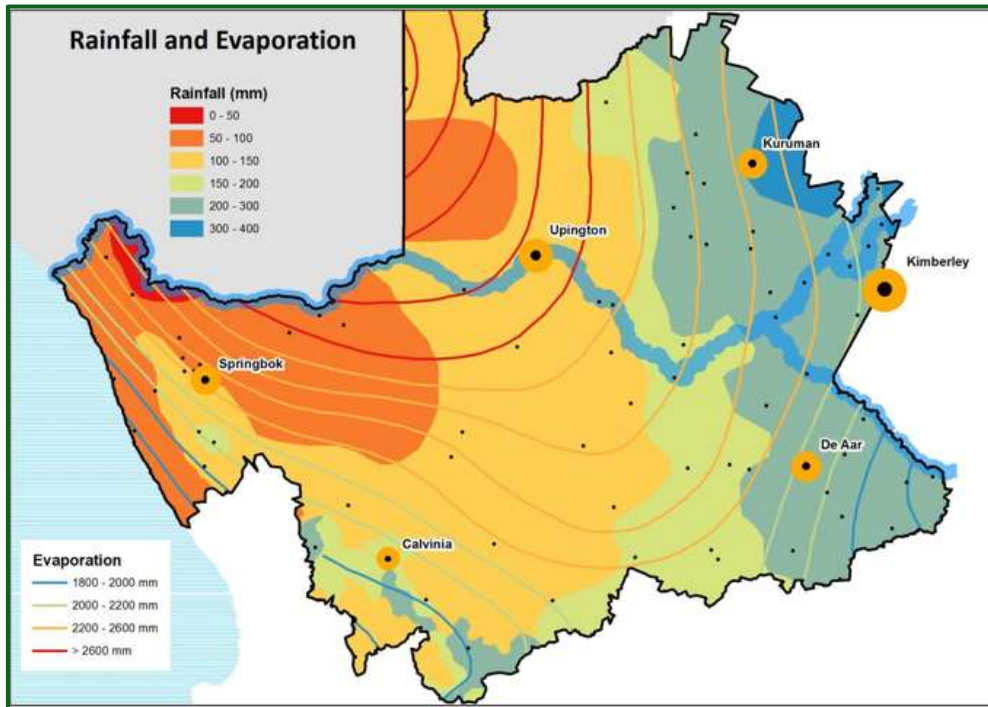 Rainfall and Evaporation
Rainfall (mm)
0 - 50
50 - 100
100 - 150
150 - 200
200 - 300
300 - 400
Kuruman
Upington
Kimberley
Springbok
De Aar
Calvinia
Evaporation
1800 - 2000 mm
2000 - 2200 mm
2200 - 2600 mm
> 2600 mm